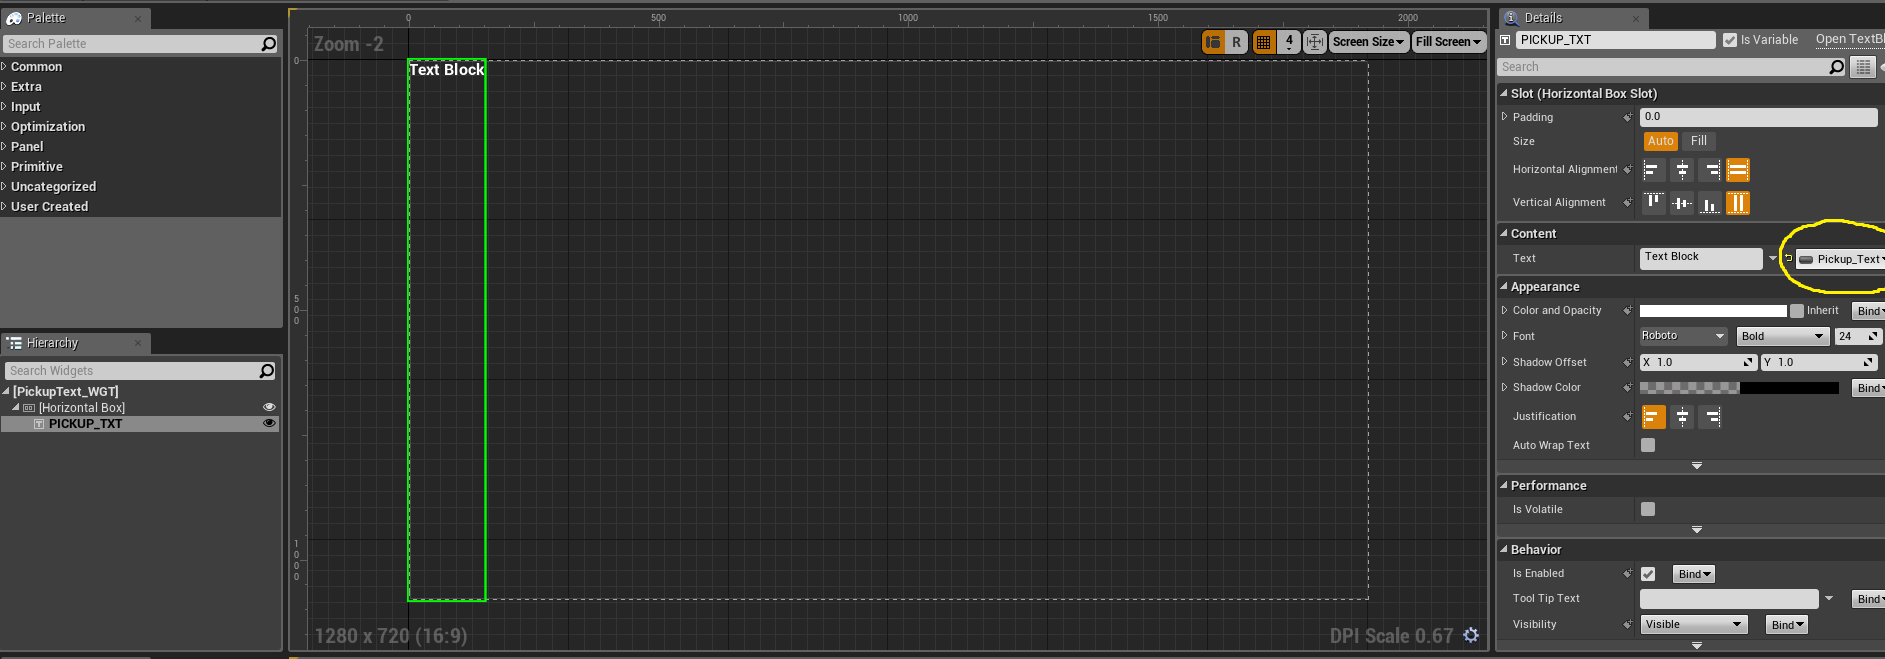 Palette
Search Palette
Common
Extra
Input
Optimization
Panel
Primitive
Uncategorized
User Created
Hierarchy
Search Widgets
[PickupText_WGT]
[Horizontal Box]
PICKUP_TXT
0 500 1000 1500 2000
Zoom -2
R
4
Screen Size
Fill Screen
0
500
1000
Text Block
1280 x 720 (16:9)
DPI Scale 0.67
Details
PICKUP_TXT
Is Variable
Open TextBl
Search
Slot (Horizontal Box Slot)
Padding 0.0
Size Auto Fill
Horizontal Alignment
Vertical Alignment
Content
Text Text Block Pickup_Text
Appearance
Color and Opacity Inherit Bind
Font Roboto Bold 24
Shadow Offset X 1.0 Y 1.0
Shadow Color Bind
Justification
Auto Wrap Text
Performance
Is Volatile
Behavior
Is Enabled Bind
Tool Tip Text Bind
Visibility Visible Bind